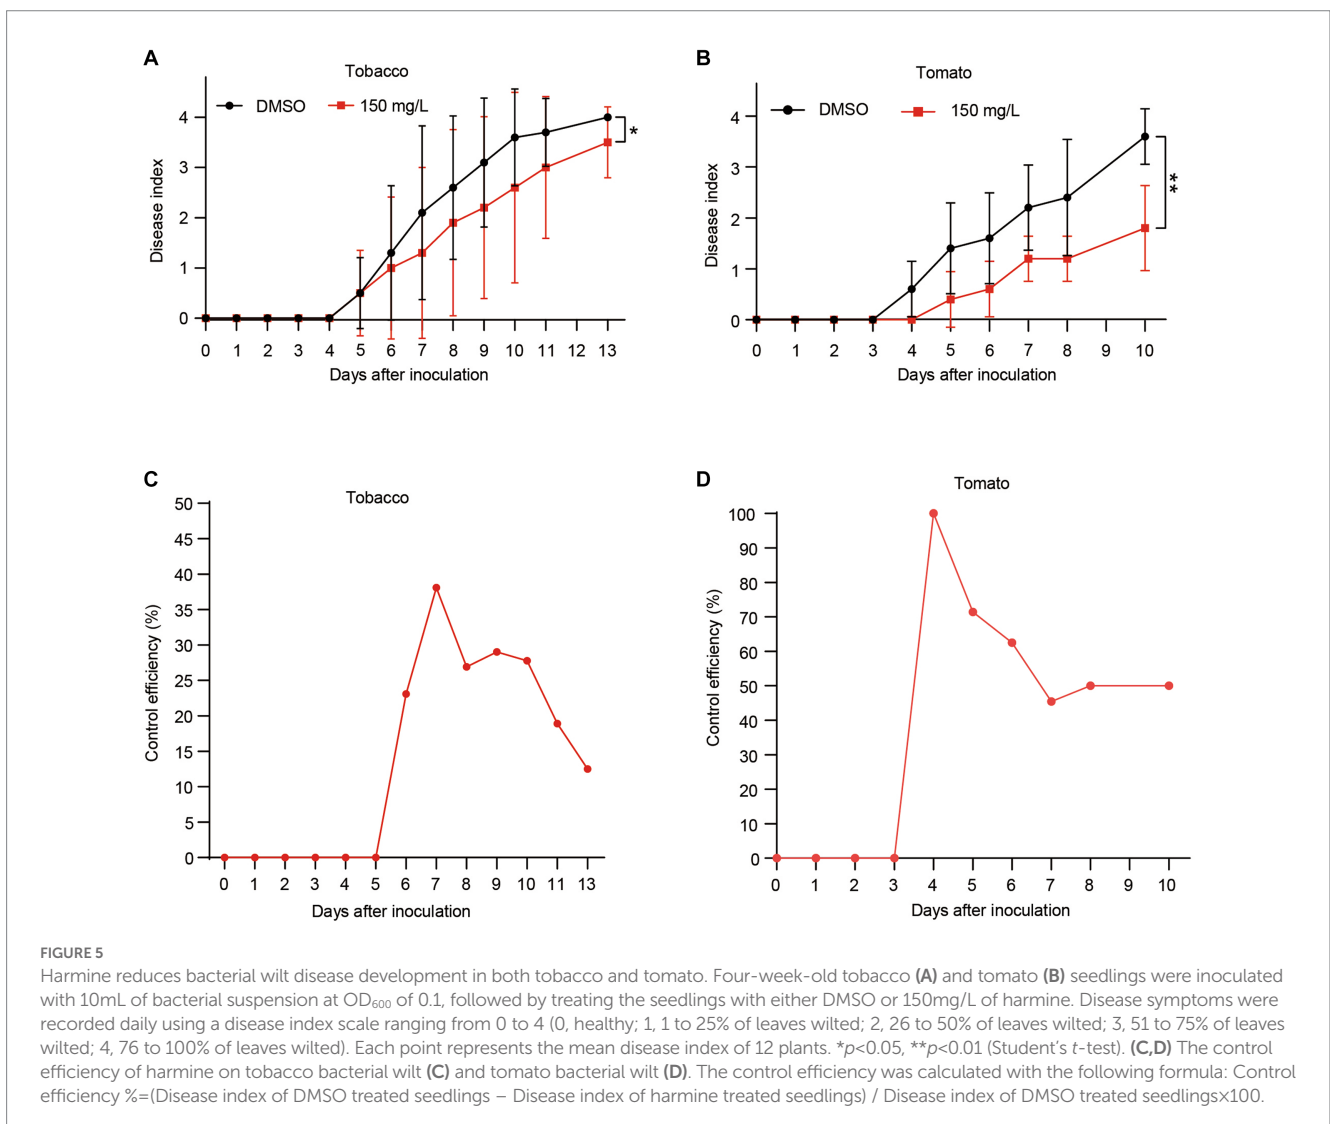 A
Tobacco
DMSO
150 mg/L
4
3
2
1
0
Disease index
*
0 1 2 3 4 5 6 7 8 9 10 11 12 13
Days after inoculation
B
Tomato
DMSO
150 mg/L
4
3
2
1
0
Disease index
**
0 1 2 3 4 5 6 7 8 9 10
Days after inoculation
C
Tobacco
50
45
40
35
30
25
20
15
10
5
0
Control efficiency (%)
0 1 2 3 4 5 6 7 8 9 10 11 13
Days after inoculation
D
Tomato
100
90
80
70
60
50
40
30
20
10
0
Control efficiency (%)
0 1 2 3 4 5 6 7 8 9 10
Days after inoculation
FIGURE 5
Harmine reduces bacterial wilt disease development in both tobacco and tomato. Four-week-old tobacco (A) and tomato (B) seedlings were inoculated
with 10mL of bacterial suspension at OD₆₀₀ of 0.1, followed by treating the seedlings with either DMSO or 150mg/L of harmine. Disease symptoms were
recorded daily using a disease index scale ranging from 0 to 4 (0, healthy; 1, 1 to 25% of leaves wilted; 2, 26 to 50% of leaves wilted; 3, 51 to 75% of leaves
wilted; 4, 76 to 100% of leaves wilted). Each point represents the mean disease index of 12 plants. *p<0.05, **p<0.01 (Student's t-test). (C,D) The control
efficiency of harmine on tobacco bacterial wilt (C) and tomato bacterial wilt (D). The control efficiency was calculated with the following formula: Control
efficiency %=(Disease index of DMSO treated seedlings – Disease index of harmine treated seedlings) / Disease index of DMSO treated seedlings×100.